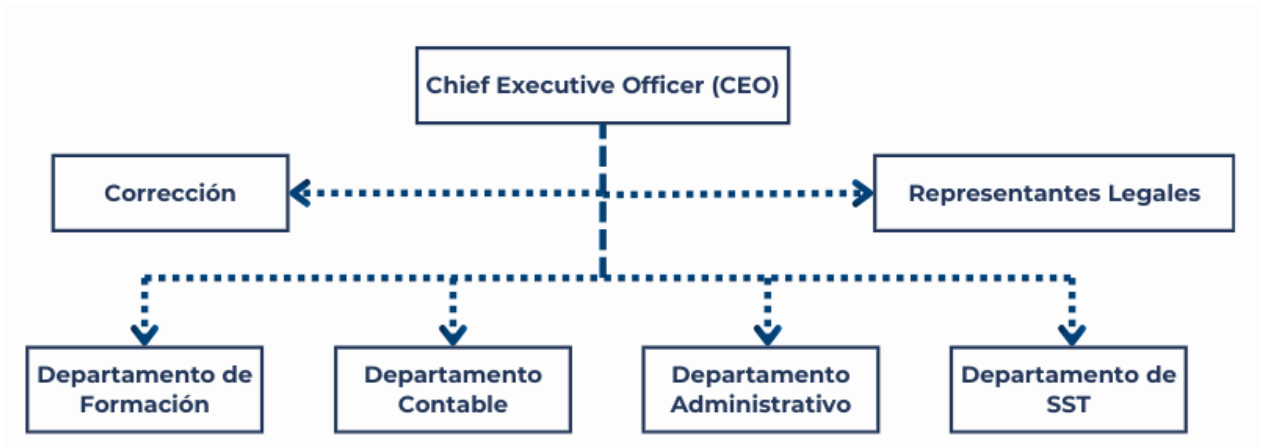 Chief Executive Officer (CEO)
Corrección
Representantes Legales
Departamento de
Formación
Departamento
Contable
Departamento
Administrativo
Departamento de
SST